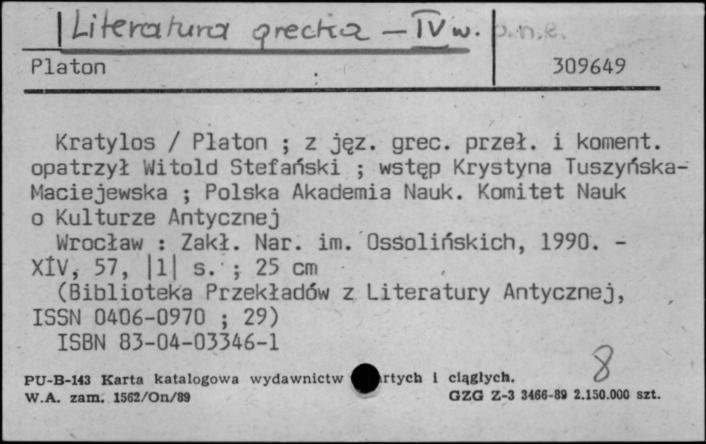 Literatura grecka – IV w. p.n.e.
Platon 309649
Kratylos / Platon ; z jęz. grec. przeł. i koment.
opatrzył Witold Stefański ; wstęp Krystyna Tuszyńska-
Maciejewska ; Polska Akademia Nauk. Komitet Nauk
o Kulturze Antycznej
Wrocław : Zakł. Nar. im. Ossolińskich, 1990. -
XIV, 57, |1| s. ; 25 cm
(Biblioteka Przekładów z Literatury Antycznej,
ISSN 0406-0970 ; 29)
ISBN 83-04-03346-1
8
PU-B-143 Karta katalogowa wydawnictw rtych i ciągłych.
W.A. zam. 1562/On/89 GZG Z-3 3466-89 2.150.000 szt.